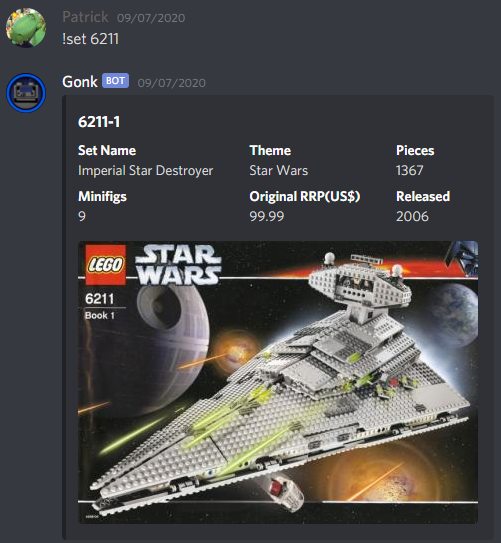 Patrick 09/07/2020
!set 6211
Gonk BOT 09/07/2020
6211-1
Set Name Theme Pieces
Imperial Star Destroyer Star Wars 1367
Minifigs Original RRP(US$) Released
9 99.99 2006
LEGO STAR WARS
6211
Book 1